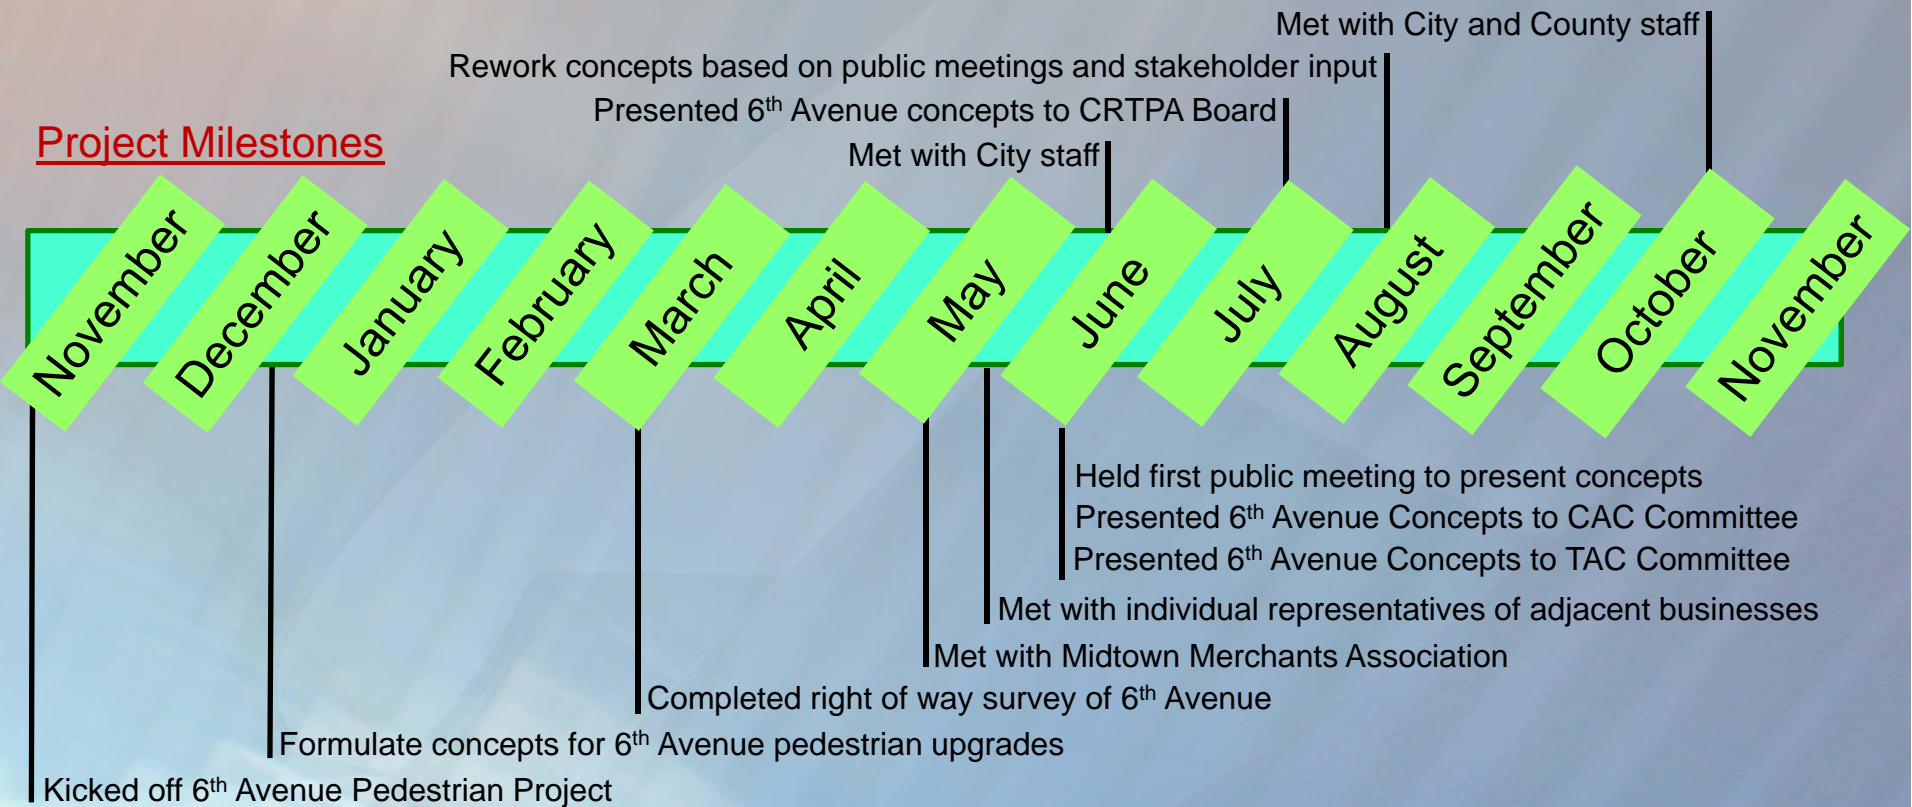 Met with City and County staff
Rework concepts based on public meetings and stakeholder input
Presented 6th Avenue concepts to CRTPA Board
Project Milestones
Met with City staff
November
December
January
February
March
April
May
June
July
August
September
October
November
Held first public meeting to present concepts
Presented 6th Avenue Concepts to CAC Committee
Presented 6th Avenue Concepts to TAC Committee
Met with individual representatives of adjacent businesses
Met with Midtown Merchants Association
Completed right of way survey of 6th Avenue
Formulate concepts for 6th Avenue pedestrian upgrades
Kicked off 6th Avenue Pedestrian Project